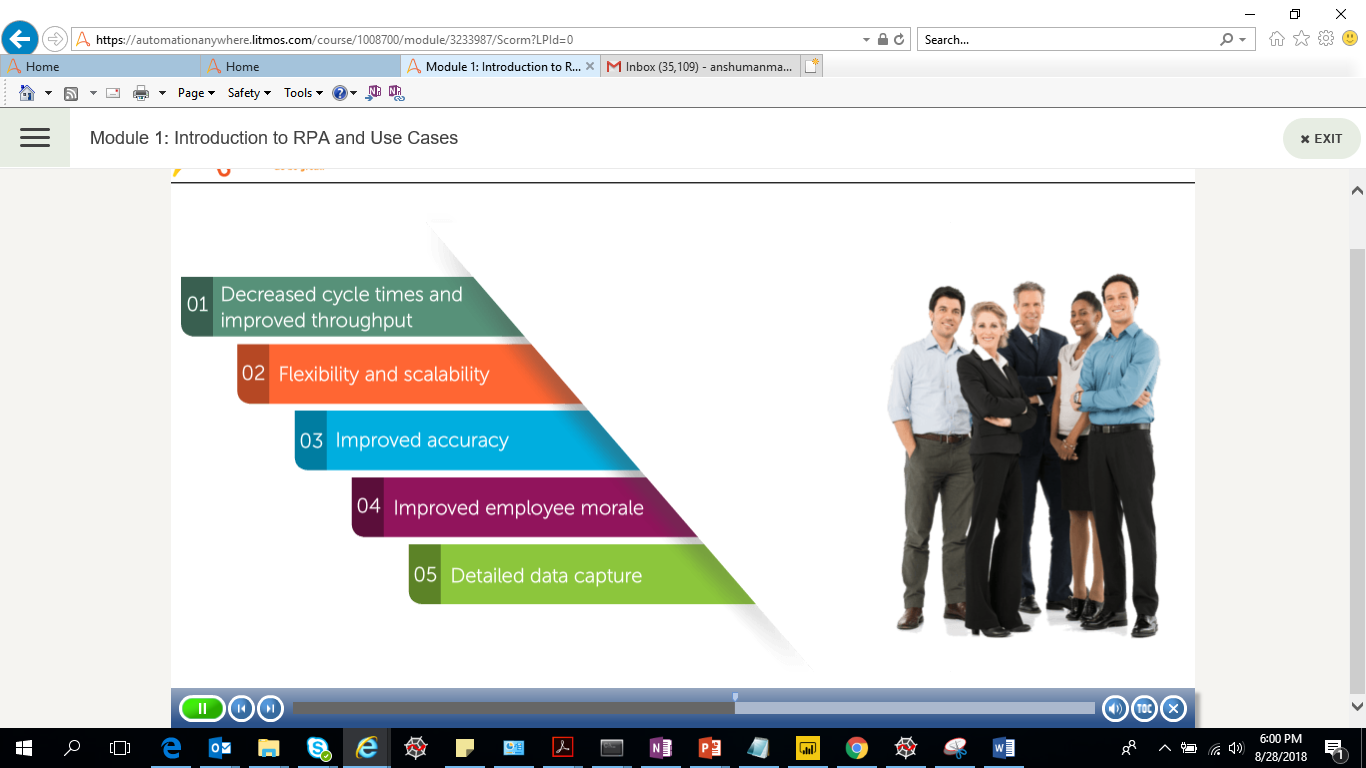 https://automationanywhere.litmos.com/course/1008700/module/3233987/Scorm?LPId=0
Search...
Home
Home
Module 1: Introduction to R...
Inbox (35,109) - anshumanma...
Page
Safety
Tools
Module 1: Introduction to RPA and Use Cases
× EXIT
01
Decreased cycle times and
improved throughput
02 Flexibility and scalability
03 Improved accuracy
04 Improved employee morale
05 Detailed data capture
TOC
6:00 PM
8/28/2018
1